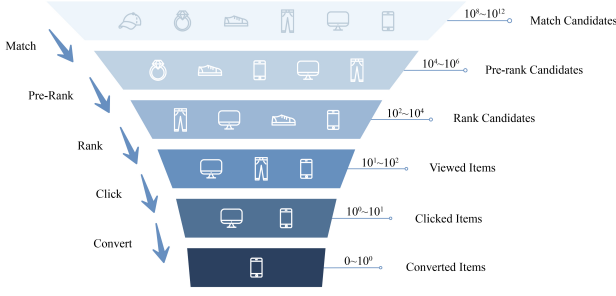 10⁸~10¹² Match Candidates
Match
10⁴~10⁶ Pre-rank Candidates
Pre-Rank
10²~10⁴ Rank Candidates
Rank
10¹~10² Viewed Items
Click
10⁰~10¹ Clicked Items
Convert
0~10⁰ Converted Items